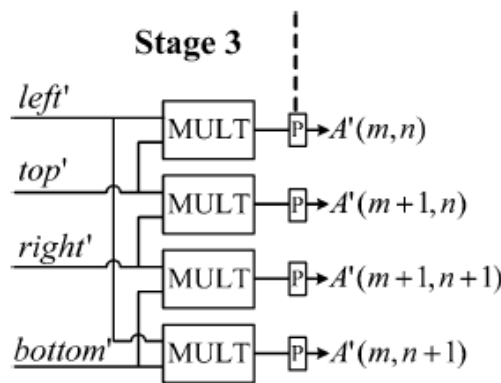 Stage 3
left'
MULT
P
A'(m,n)
top'
MULT
P
A'(m+1,n)
right'
MULT
P
A'(m+1,n+1)
bottom'
MULT
P
A'(m,n+1)